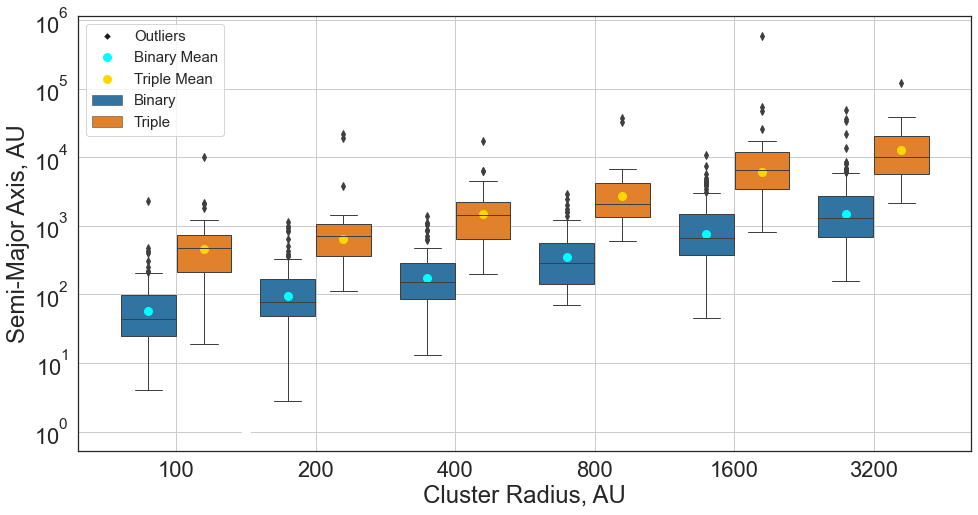 10^6
10^5
10^4
10^3
10^2
10^1
10^0
Semi-Major Axis, AU
Outliers
Binary Mean
Triple Mean
Binary
Triple
100 200 400 800 1600 3200
Cluster Radius, AU